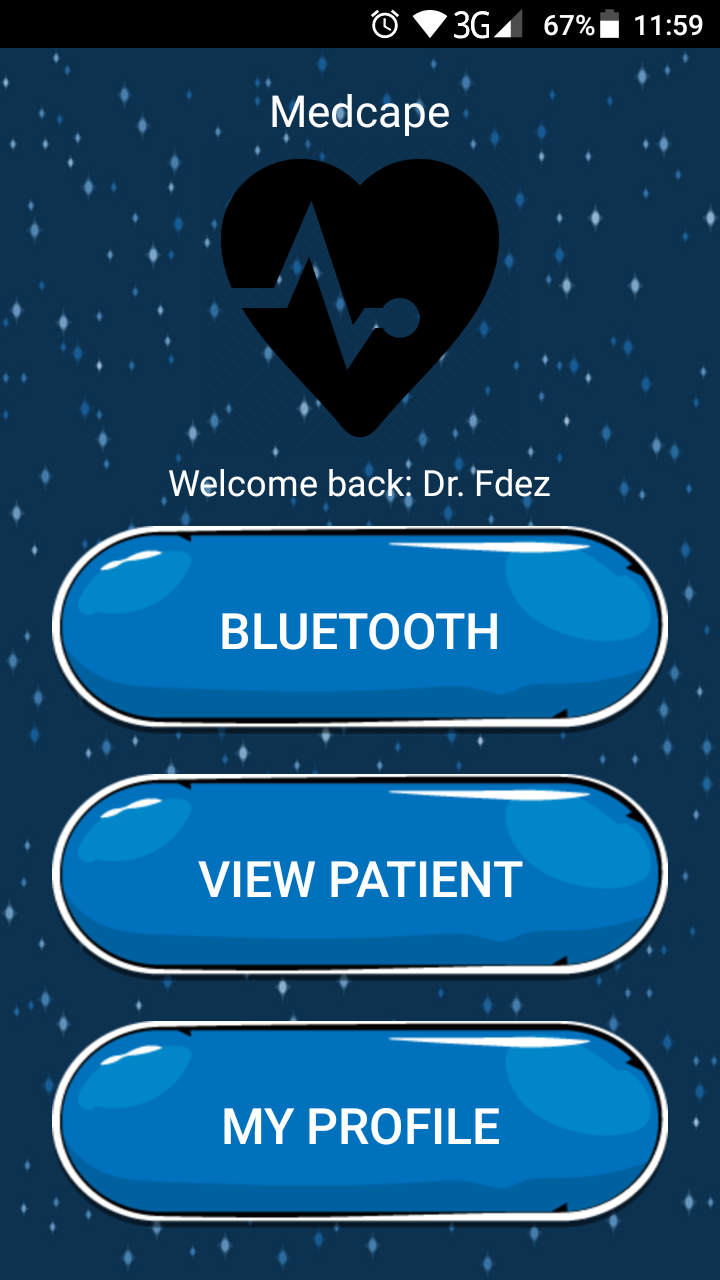 3G 67% 11:59
Medcape
Welcome back: Dr. Fdez
BLUETOOTH
VIEW PATIENT
MY PROFILE